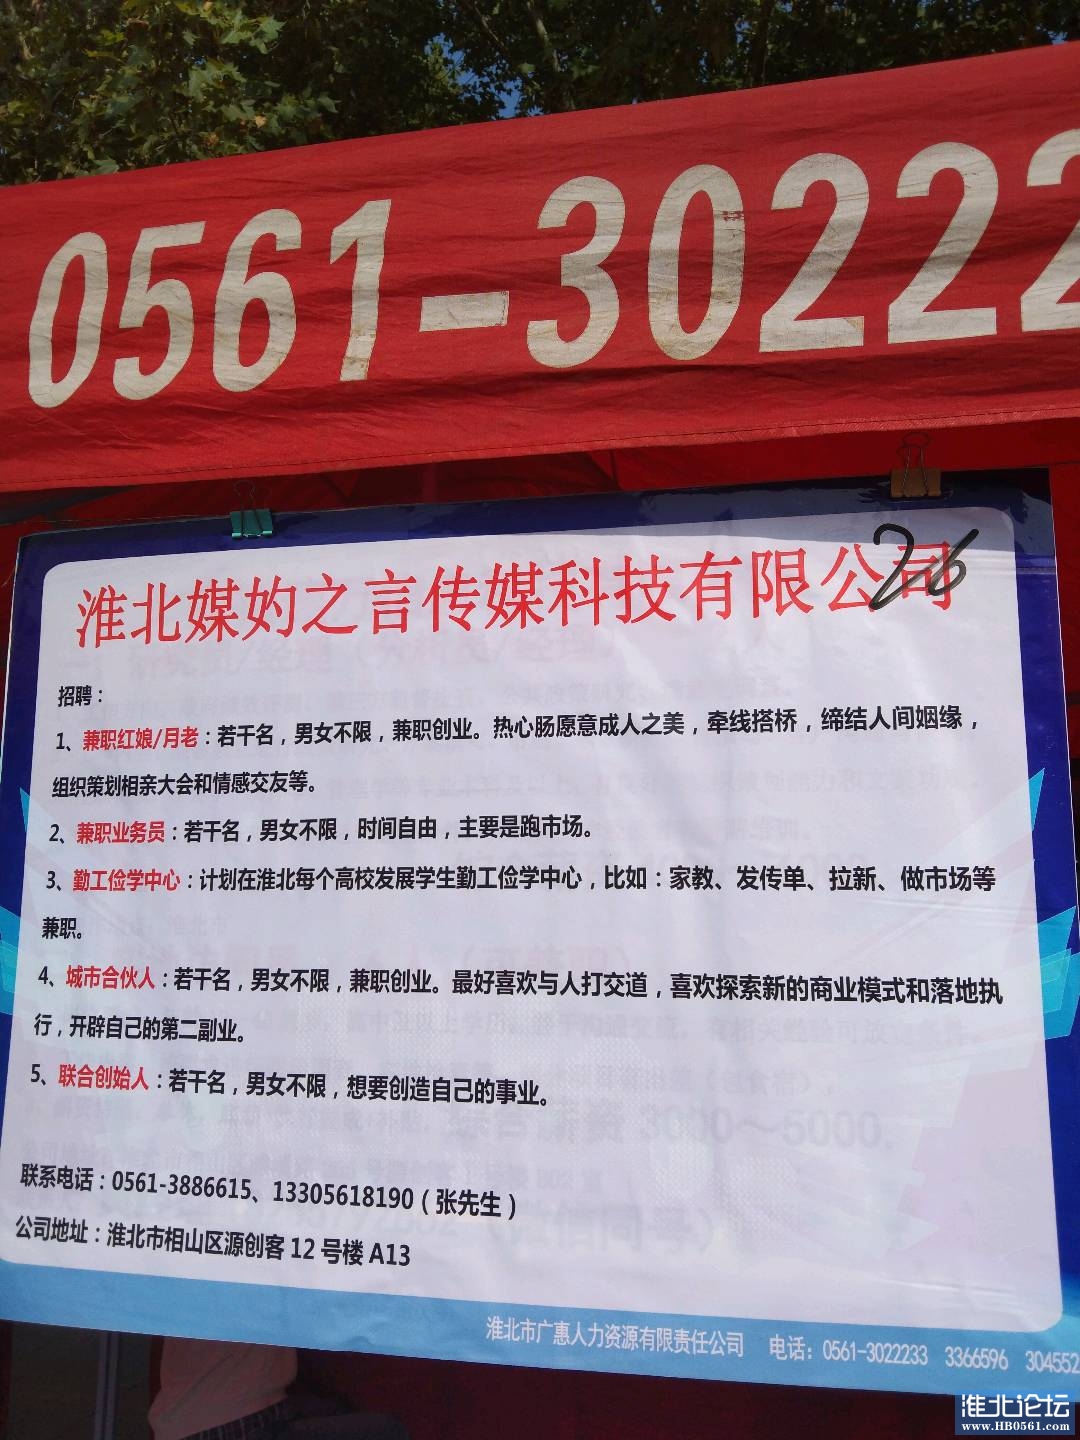 0561-30222
淮北媒妁之言传媒科技有限公司
26
招聘：
1、兼职红娘/月老：若干名，男女不限，兼职创业。热心肠愿意成人之美，牵线搭桥，缔结人间姻缘，
组织策划相亲大会和情感交友等。
2、兼职业务员：若干名，男女不限，时间自由，主要是跑市场。
3、勤工俭学中心：计划在淮北每个高校发展学生勤工俭学中心，比如：家教、发传单、拉新、做市场等
兼职。
4、城市合伙人：若干名，男女不限，兼职创业。最好喜欢与人打交道，喜欢探索新的商业模式和落地执
行，开辟自己的第二副业。
5、联合创始人：若干名，男女不限，想要创造自己的事业。
3000～5000
联系电话：0561-3886615、13305618190（张先生）
公司地址：淮北市相山区源创客 12 号楼 A13
淮北市广惠人力资源有限责任公司 电话：0561-3022233 3366596 304552
淮北论坛
www.HB0561.com